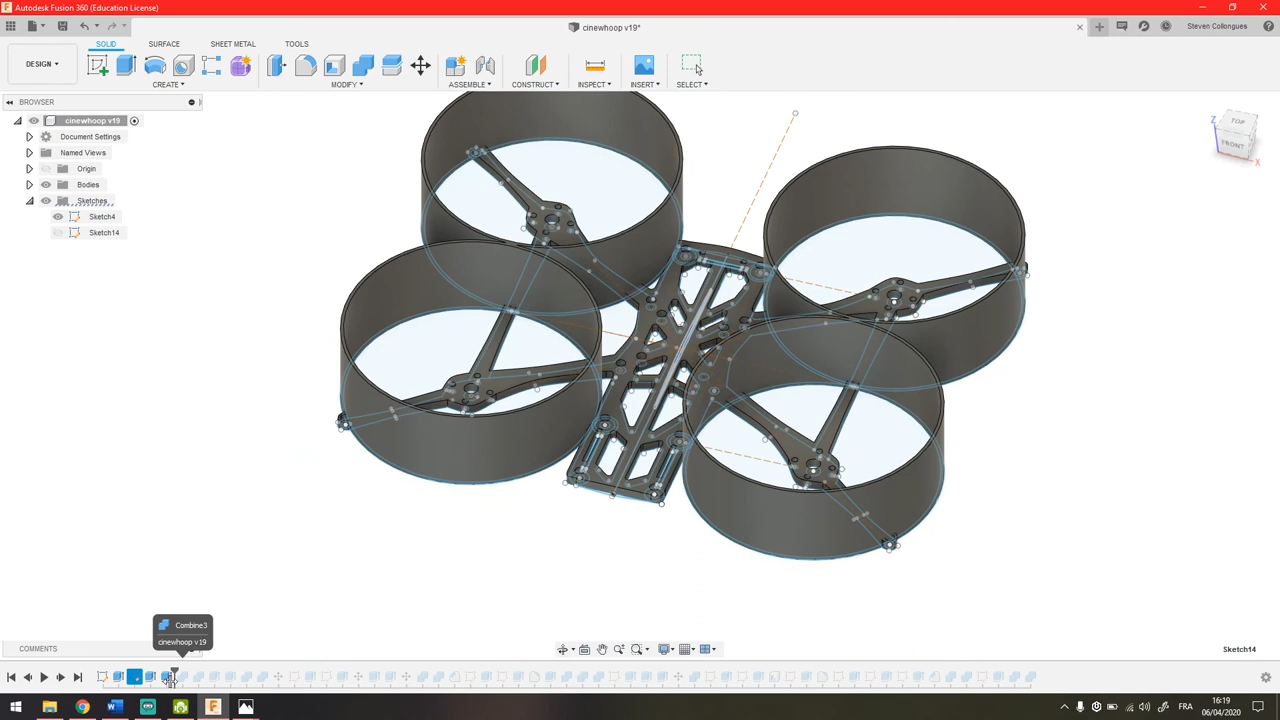 Autodesk Fusion 360 (Education License)
cinewhoop v19*
Steven Collongues
DESIGN
SOLID
SURFACE
SHEET METAL
TOOLS
CREATE
MODIFY
ASSEMBLE
CONSTRUCT
INSPECT
INSERT
SELECT
BROWSER
cinewhoop v19
Document Settings
Named Views
Origin
Bodies
Sketches
Sketch4
Sketch14
Z
TOP
FRONT
X
Combine3
cinewhoop v19
COMMENTS
Sketch14
FRA
16:19
06/04/2020